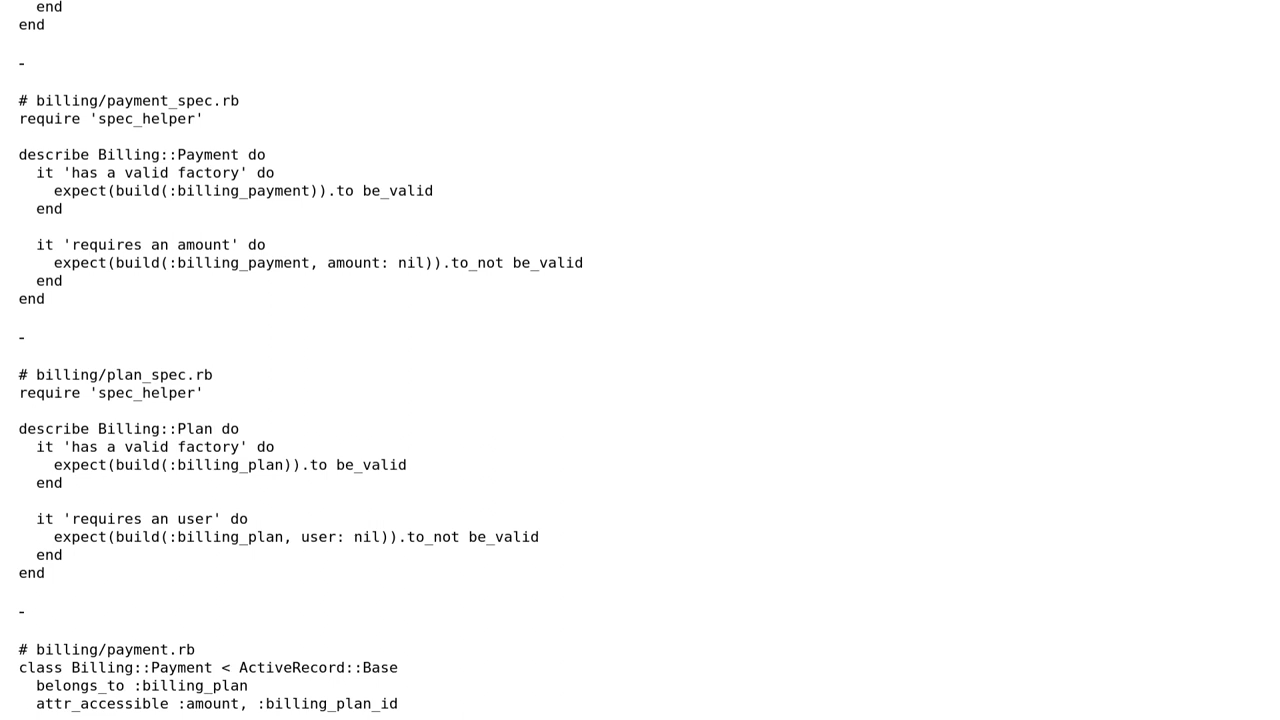 end
end

-

# billing/payment_spec.rb
require 'spec_helper'

describe Billing::Payment do
  it 'has a valid factory' do
    expect(build(:billing_payment)).to be_valid
  end

  it 'requires an amount' do
    expect(build(:billing_payment, amount: nil)).to_not be_valid
  end
end

-

# billing/plan_spec.rb
require 'spec_helper'

describe Billing::Plan do
  it 'has a valid factory' do
    expect(build(:billing_plan)).to be_valid
  end

  it 'requires an user' do
    expect(build(:billing_plan, user: nil)).to_not be_valid
  end
end

-

# billing/payment.rb
class Billing::Payment < ActiveRecord::Base
  belongs_to :billing_plan
  attr_accessible :amount, :billing_plan_id